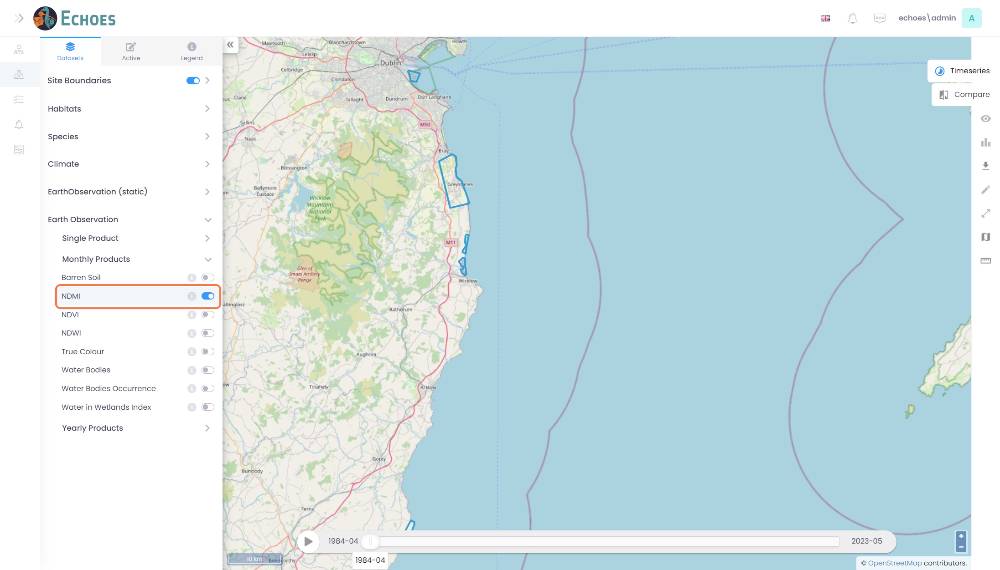 ECHOES
echoes\admin
A
Datasets
Active
Legend
Site Boundaries
Habitats
Species
Climate
EarthObservation (static)
Earth Observation
Single Product
Monthly Products
Barren Soil
NDMI
NDVI
NDWI
True Colour
Water Bodies
Water Bodies Occurrence
Water in Wetlands Index
Yearly Products
Maynooth
Blanchardstown
Howth
Leixlip
Dublin
Celbridge
Clondalkin
Clane
Tallaght
Dundrum
Dún Laoghaire
Sallins
M50
Naas
Bray
Blessington
Greystones
Ballymore
Eustace
Wicklow
Mountains
National
Park
M11
Glen of
Imaal Artillery
Range
Wicklow
altinglass
Rathdrum
Aughrim
Tinahely
Arklow
Gorey
Bunclody
Ferns
Enniscorthy
Timeseries
Compare
1984-04
2023-05
1984-04
10 km
+
−
© OpenStreetMap contributors.